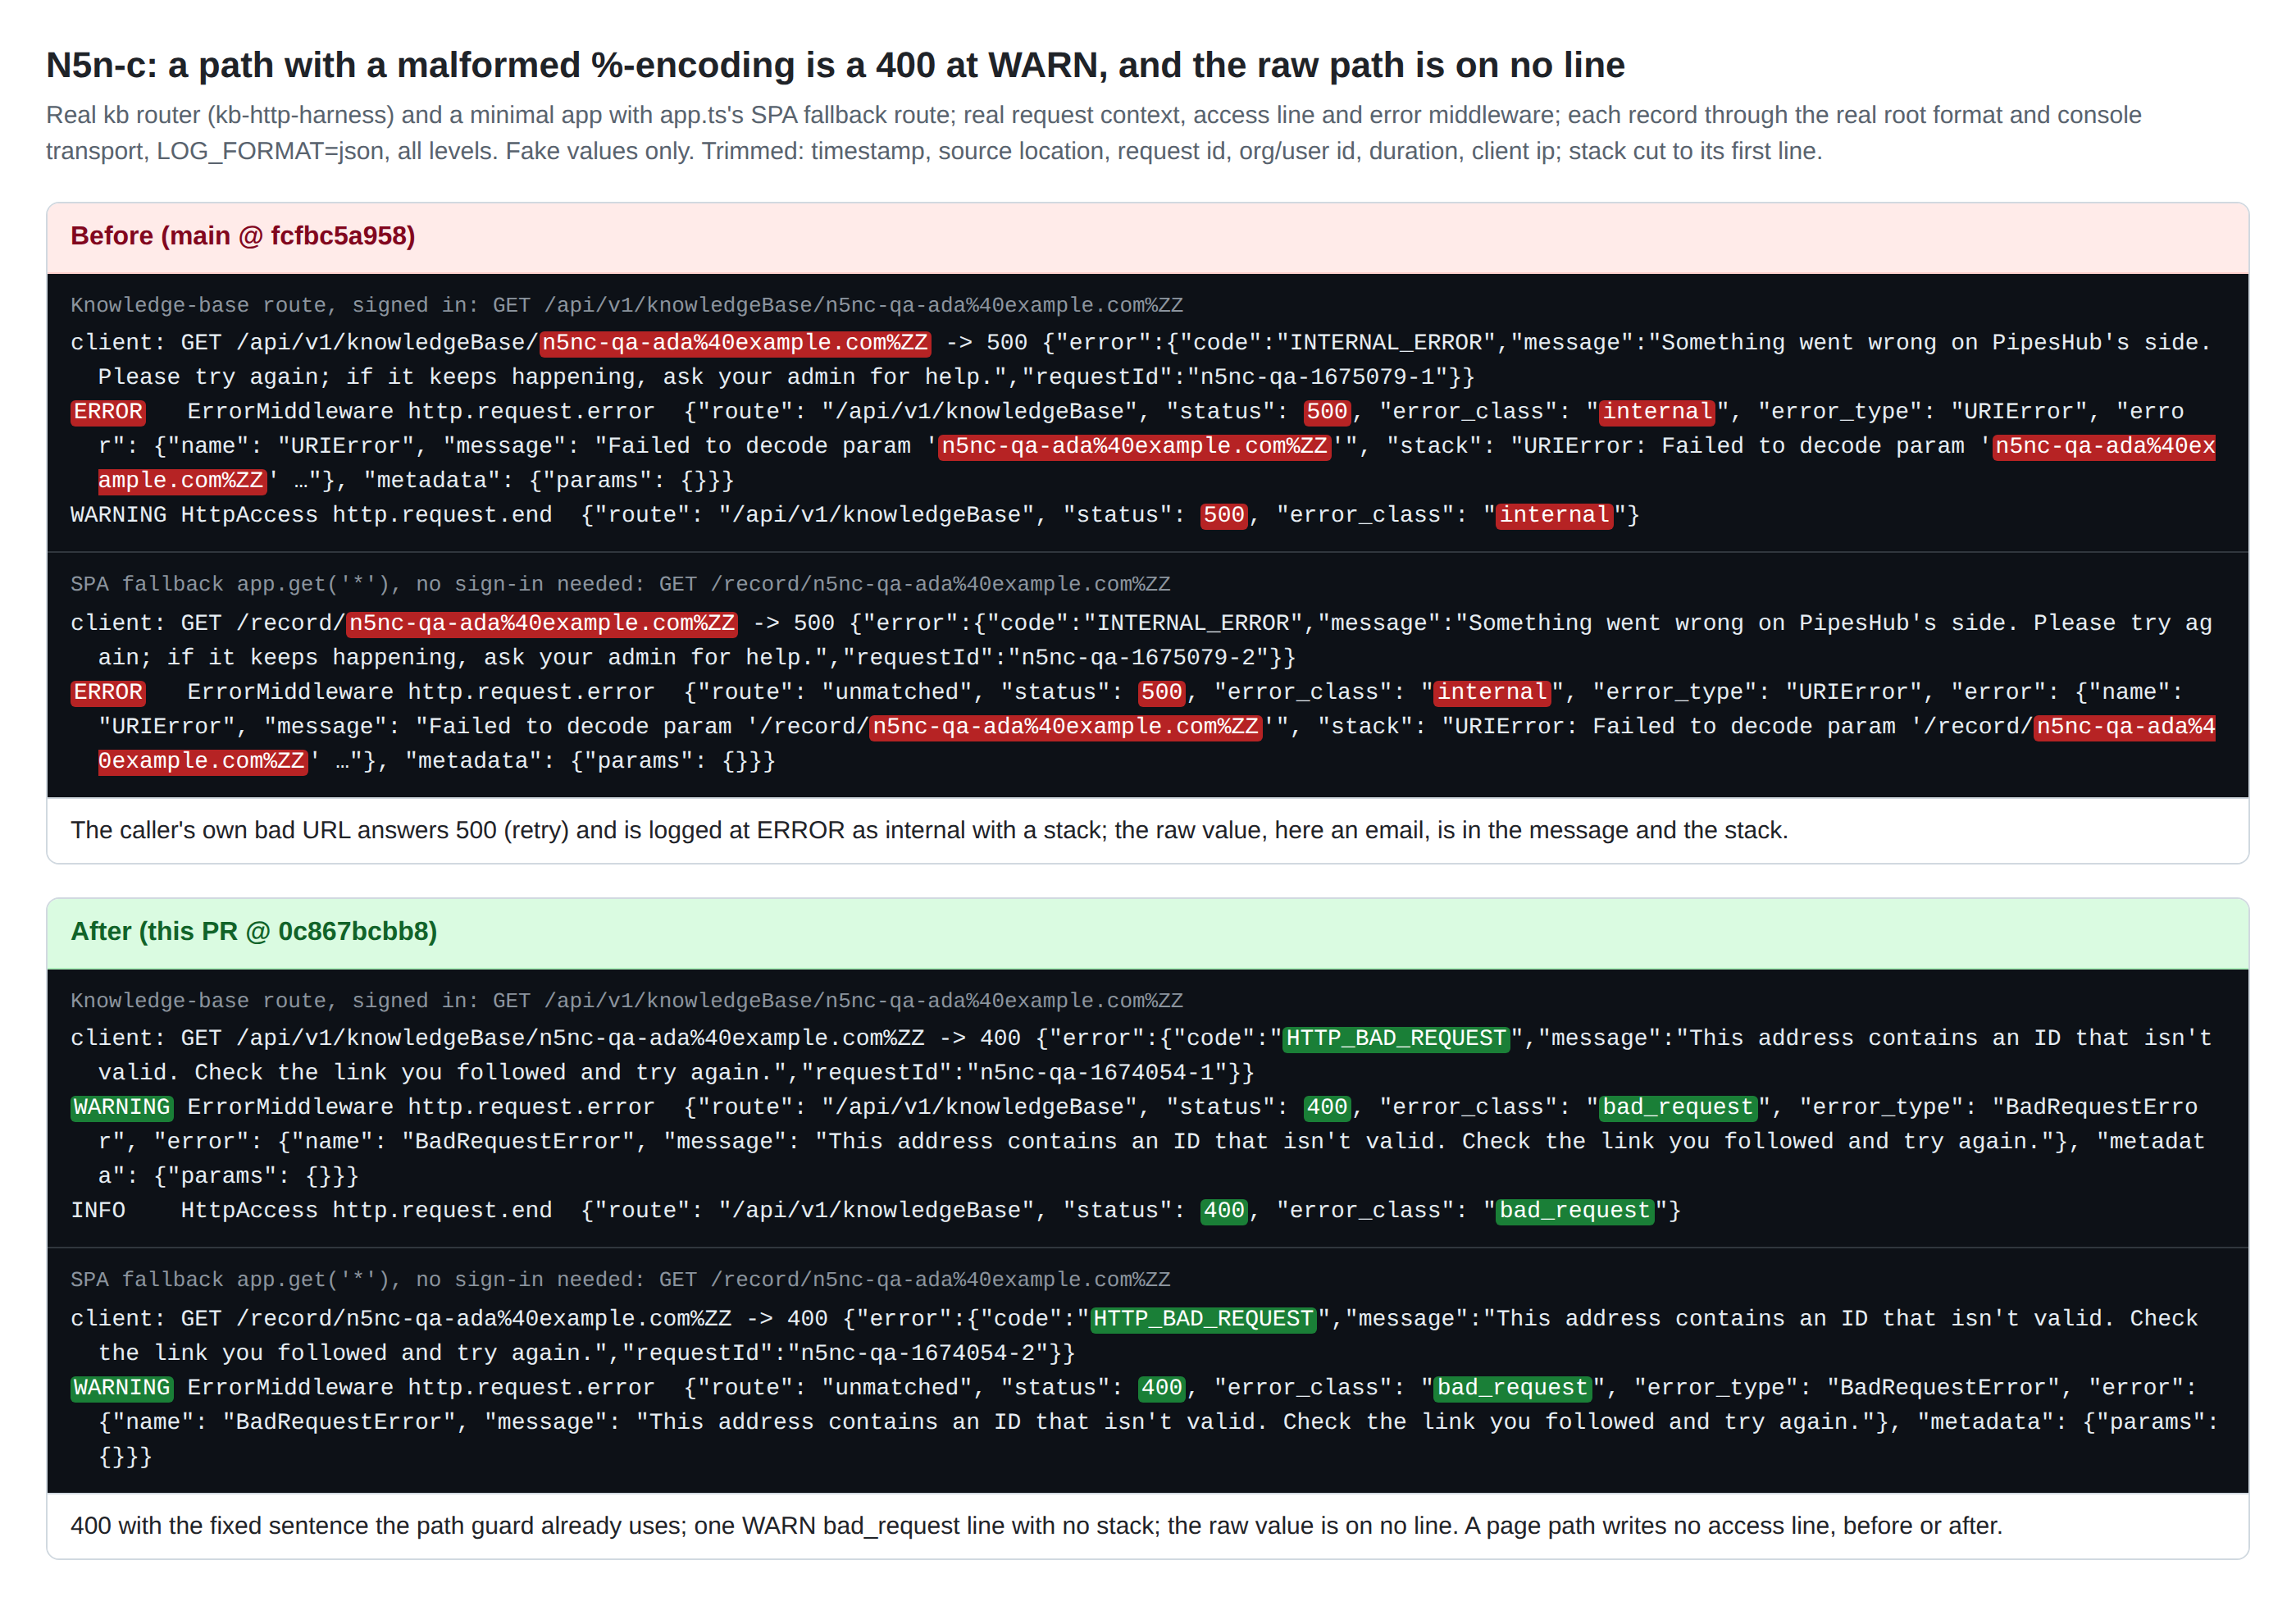 N5n-c: a path with a malformed %-encoding is a 400 at WARN, and the raw path is on no line
Real kb router (kb-http-harness) and a minimal app with app.ts's SPA fallback route; real request context, access line and error middleware; each record through the real root format and console
transport, LOG_FORMAT=json, all levels. Fake values only. Trimmed: timestamp, source location, request id, org/user id, duration, client ip; stack cut to its first line.
Before (main @ fcfbc5a958)
Knowledge-base route, signed in: GET /api/v1/knowledgeBase/n5nc-qa-ada%40example.com%ZZ
client: GET /api/v1/knowledgeBase/n5nc-qa-ada%40example.com%ZZ -> 500 {"error":{"code":"INTERNAL_ERROR","message":"Something went wrong on PipesHub's side.
Please try again; if it keeps happening, ask your admin for help.","requestId":"n5nc-qa-1675079-1"}}
ERROR   ErrorMiddleware http.request.error  {"route": "/api/v1/knowledgeBase", "status": 500, "error_class": "internal", "error_type": "URIError", "erro
r": {"name": "URIError", "message": "Failed to decode param 'n5nc-qa-ada%40example.com%ZZ'", "stack": "URIError: Failed to decode param 'n5nc-qa-ada%40ex
ample.com%ZZ' …"}, "metadata": {"params": {}}}
WARNING HttpAccess http.request.end  {"route": "/api/v1/knowledgeBase", "status": 500, "error_class": "internal"}
SPA fallback app.get('*'), no sign-in needed: GET /record/n5nc-qa-ada%40example.com%ZZ
client: GET /record/n5nc-qa-ada%40example.com%ZZ -> 500 {"error":{"code":"INTERNAL_ERROR","message":"Something went wrong on PipesHub's side. Please try ag
ain; if it keeps happening, ask your admin for help.","requestId":"n5nc-qa-1675079-2"}}
ERROR   ErrorMiddleware http.request.error  {"route": "unmatched", "status": 500, "error_class": "internal", "error_type": "URIError", "error": {"name":
"URIError", "message": "Failed to decode param '/record/n5nc-qa-ada%40example.com%ZZ'", "stack": "URIError: Failed to decode param '/record/n5nc-qa-ada%4
0example.com%ZZ' …"}, "metadata": {"params": {}}}
The caller's own bad URL answers 500 (retry) and is logged at ERROR as internal with a stack; the raw value, here an email, is in the message and the stack.
After (this PR @ 0c867bcbb8)
Knowledge-base route, signed in: GET /api/v1/knowledgeBase/n5nc-qa-ada%40example.com%ZZ
client: GET /api/v1/knowledgeBase/n5nc-qa-ada%40example.com%ZZ -> 400 {"error":{"code":"HTTP_BAD_REQUEST","message":"This address contains an ID that isn't
valid. Check the link you followed and try again.","requestId":"n5nc-qa-1674054-1"}}
WARNING ErrorMiddleware http.request.error  {"route": "/api/v1/knowledgeBase", "status": 400, "error_class": "bad_request", "error_type": "BadRequestErro
r", "error": {"name": "BadRequestError", "message": "This address contains an ID that isn't valid. Check the link you followed and try again."}, "metadat
a": {"params": {}}}
INFO    HttpAccess http.request.end  {"route": "/api/v1/knowledgeBase", "status": 400, "error_class": "bad_request"}
SPA fallback app.get('*'), no sign-in needed: GET /record/n5nc-qa-ada%40example.com%ZZ
client: GET /record/n5nc-qa-ada%40example.com%ZZ -> 400 {"error":{"code":"HTTP_BAD_REQUEST","message":"This address contains an ID that isn't valid. Check
the link you followed and try again.","requestId":"n5nc-qa-1674054-2"}}
WARNING ErrorMiddleware http.request.error  {"route": "unmatched", "status": 400, "error_class": "bad_request", "error_type": "BadRequestError", "error":
{"name": "BadRequestError", "message": "This address contains an ID that isn't valid. Check the link you followed and try again."}, "metadata": {"params":
{}}}
400 with the fixed sentence the path guard already uses; one WARN bad_request line with no stack; the raw value is on no line. A page path writes no access line, before or after.